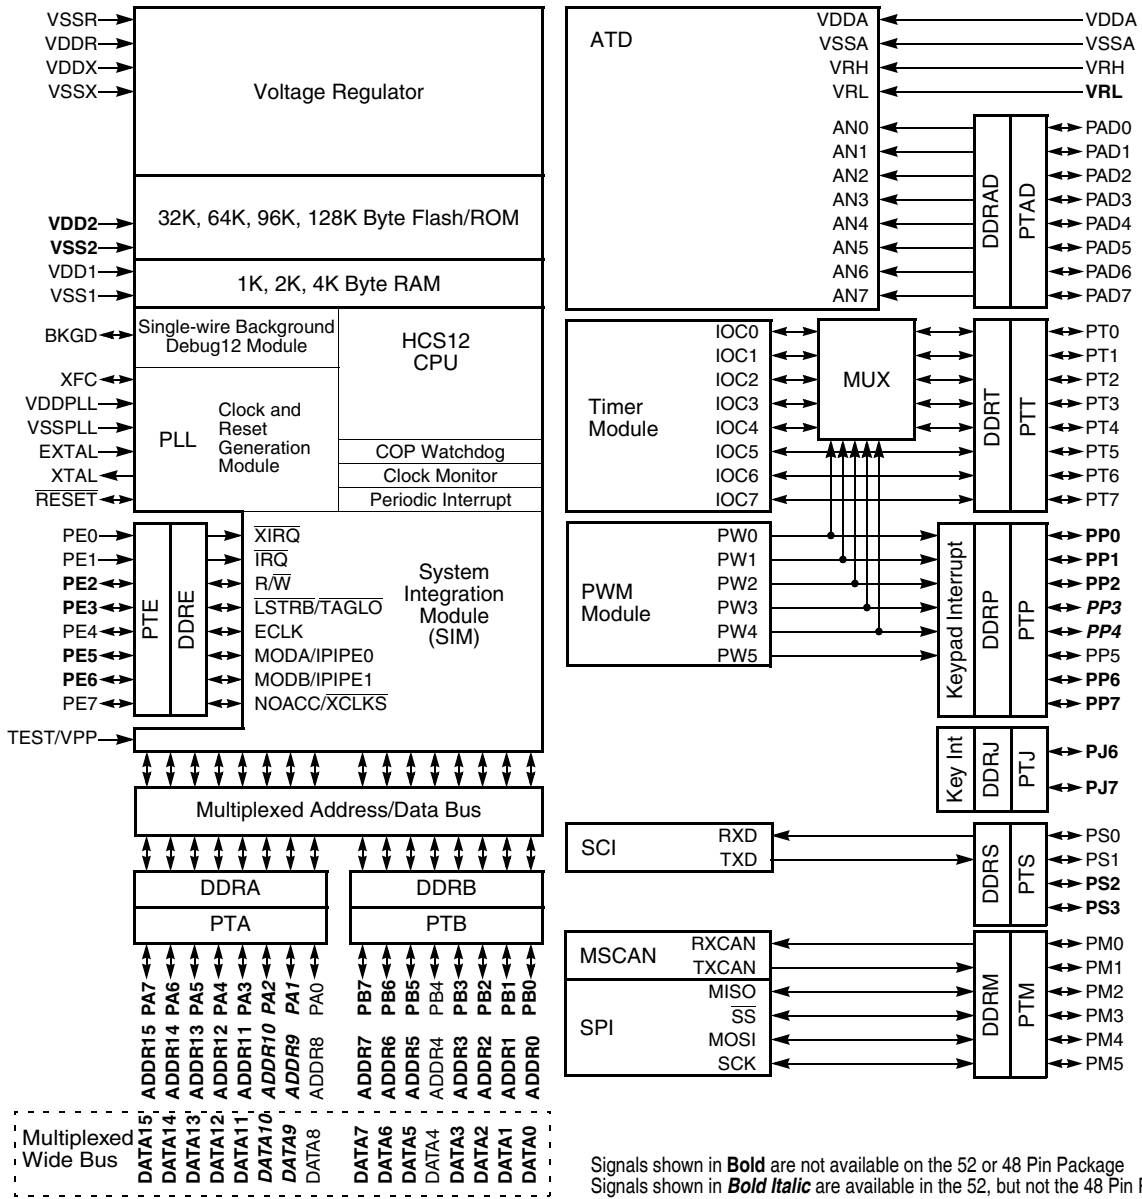 VSSR
VDDR
VDDX
VSSX
Voltage Regulator
VDD2
VSS2
32K, 64K, 96K, 128K Byte Flash/ROM
VDD1
VSS1
1K, 2K, 4K Byte RAM
BKGD
Single-wire Background
Debug12 Module
HCS12
CPU
XFC
VDDPLL
VSSPLL
EXTAL
XTAL
RESET
PLL
Clock and
Reset
Generation
Module
COP Watchdog
Clock Monitor
Periodic Interrupt
PE0
PE1
PE2
PE3
PE4
PE5
PE6
PE7
PTE
DDRE
XIRQ
IRQ
R/W
LSTRB/TAGLO
ECLK
MODA/IPIPE0
MODB/IPIPE1
NOACC/XCLKS
System
Integration
Module
(SIM)
TEST/VPP
Multiplexed Address/Data Bus
DDRA
DDRB
PTA
PTB
PA7
PA6
PA5
PA4
PA3
PA2
PA1
PA0
PB7
PB6
PB5
PB4
PB3
PB2
PB1
PB0
ADDR15
ADDR14
ADDR13
ADDR12
ADDR11
ADDR10
ADDR9
ADDR8
ADDR7
ADDR6
ADDR5
ADDR4
ADDR3
ADDR2
ADDR1
ADDR0
Multiplexed
Wide Bus
DATA15
DATA14
DATA13
DATA12
DATA11
DATA10
DATA9
DATA8
DATA7
DATA6
DATA5
DATA4
DATA3
DATA2
DATA1
DATA0
ATD
VDDA
VSSA
VRH
VRL
AN0
AN1
AN2
AN3
AN4
AN5
AN6
AN7
DDRAD
PTAD
VDDA
VSSA
VRH
VRL
PAD0
PAD1
PAD2
PAD3
PAD4
PAD5
PAD6
PAD7
Timer
Module
IOC0
IOC1
IOC2
IOC3
IOC4
IOC5
IOC6
IOC7
MUX
DDRT
PTT
PT0
PT1
PT2
PT3
PT4
PT5
PT6
PT7
PWM
Module
PW0
PW1
PW2
PW3
PW4
PW5
Keypad Interrupt
DDRP
PTP
PP0
PP1
PP2
PP3
PP4
PP5
PP6
PP7
Key Int
DDRJ
PTJ
PJ6
PJ7
SCI
RXD
TXD
DDRS
PTS
PS0
PS1
PS2
PS3
MSCAN
RXCAN
TXCAN
SPI
MISO
SS
MOSI
SCK
DDRM
PTM
PM0
PM1
PM2
PM3
PM4
PM5
Signals shown in Bold are not available on the 52 or 48 Pin Package
Signals shown in Bold Italic are available in the 52, but not the 48 Pin